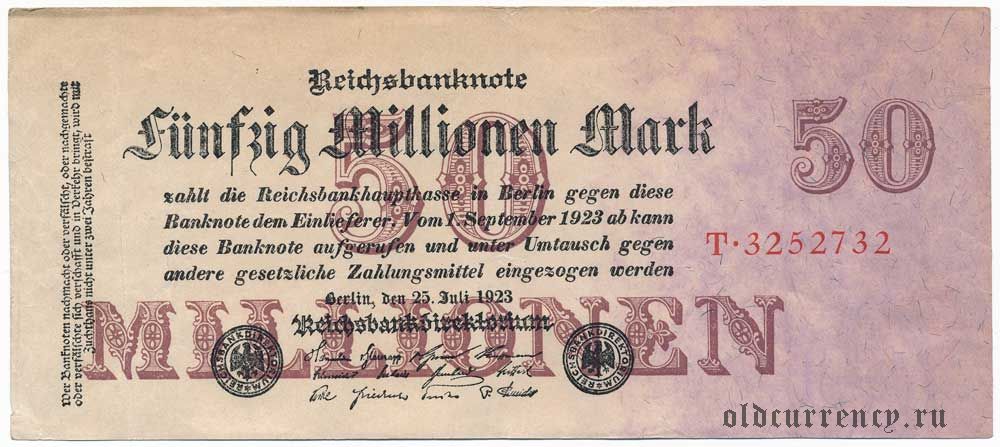 Reichsbanknote
Fünfzig Millionen Mark
50
50
zahlt die Reichsbankhauptkasse in Berlin gegen diese
Banknote dem Einlieferer. Vom 1. September 1923 ab kann
diese Banknote aufgerufen und unter Umtausch gegen
andere gesetzliche Zahlungsmittel eingezogen werden
T·3252732
Berlin, den 25. Juli 1923
Reichsbankdirektorium
MILLIONEN
REICHSBANKDIREKTORIUM
REICHSBANKDIREKTORIUM
Wer Banknoten nachmacht oder verfälscht, oder nachgemachte
oder verfälschte sich verschafft und in Verkehr bringt, wird mit
Zuchthaus nicht unter zwei Jahren bestraft
oldcurrency.ru